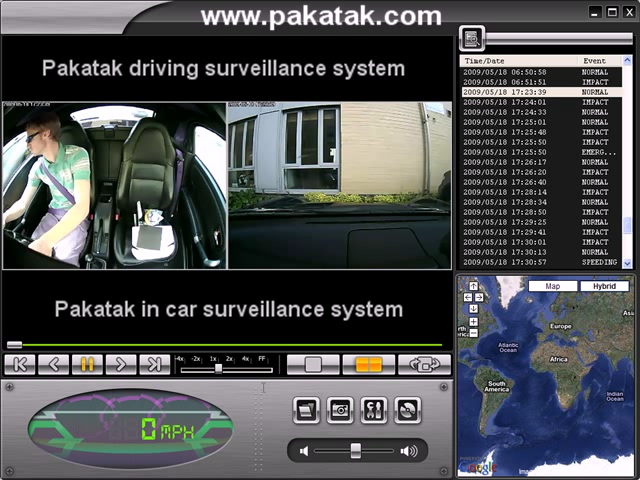 www.pakatak.com
Pakatak driving surveillance system
Pakatak in car surveillance system
Time/Date Event
2009/05/18 06:50:58 NORMAL
2009/05/18 06:51:51 IMPACT
2009/05/18 17:23:39 NORMAL
2009/05/18 17:24:01 IMPACT
2009/05/18 17:24:33 NORMAL
2009/05/18 17:25:01 NORMAL
2009/05/18 17:25:48 IMPACT
2009/05/18 17:25:50 IMPACT
2009/05/18 17:25:50 EMERG...
2009/05/18 17:26:17 NORMAL
2009/05/18 17:26:20 IMPACT
2009/05/18 17:26:40 NORMAL
2009/05/18 17:28:14 IMPACT
2009/05/18 17:28:34 NORMAL
2009/05/18 17:28:50 IMPACT
2009/05/18 17:29:25 NORMAL
2009/05/18 17:29:41 IMPACT
2009/05/18 17:30:01 IMPACT
2009/05/18 17:30:13 NORMAL
2009/05/18 17:30:57 SPEEDING
-4x -2x 1x 2x 4x FF
0 MPH
Map Hybrid
Europe
Atlantic
Ocean
Africa
South
America
Indian
Ocean
Google